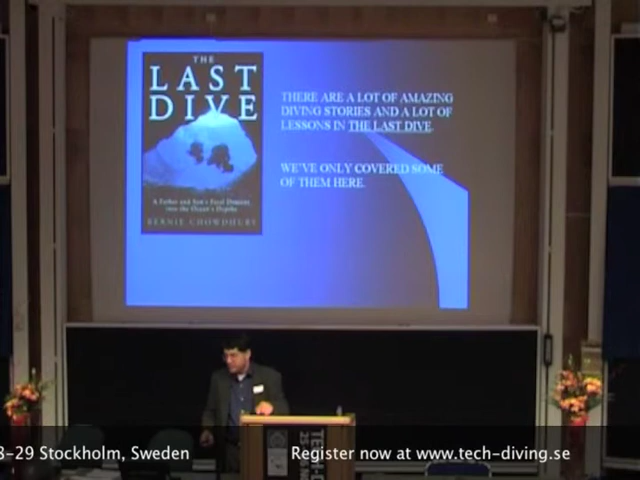 THE
LAST
DIVE
A Father and Son's Fatal Descent
into the Ocean's Depths
BERNIE CHOWDHURY
THERE ARE A LOT OF AMAZING
DIVING STORIES AND A LOT OF
LESSONS IN THE LAST DIVE.
WE'VE ONLY COVERED SOME
OF THEM HERE.
8-29 Stockholm, Sweden
Register now at www.tech-diving.se